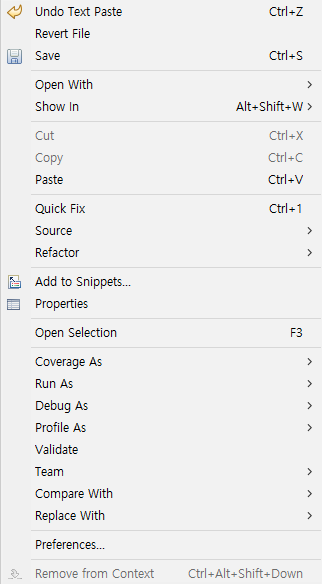 Undo Text Paste Ctrl+Z
Revert File
Save Ctrl+S
Open With
Show In Alt+Shift+W
Cut Ctrl+X
Copy Ctrl+C
Paste Ctrl+V
Quick Fix Ctrl+1
Source
Refactor
Add to Snippets...
Properties
Open Selection F3
Coverage As
Run As
Debug As
Profile As
Validate
Team
Compare With
Replace With
Preferences...
Remove from Context Ctrl+Alt+Shift+Down